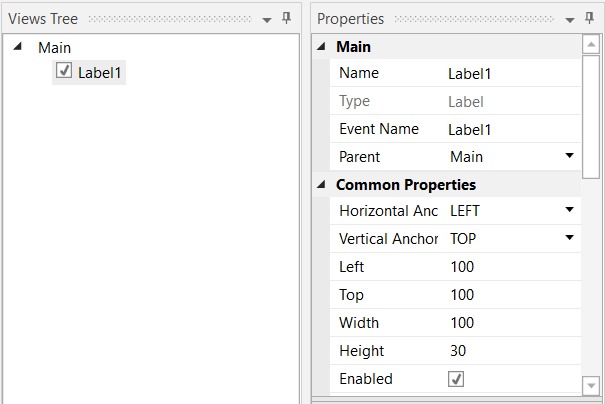 Views Tree
Main
Label1
Properties
Main
Name Label1
Type Label
Event Name Label1
Parent Main
Common Properties
Horizontal Anc LEFT
Vertical Anchor TOP
Left 100
Top 100
Width 100
Height 30
Enabled